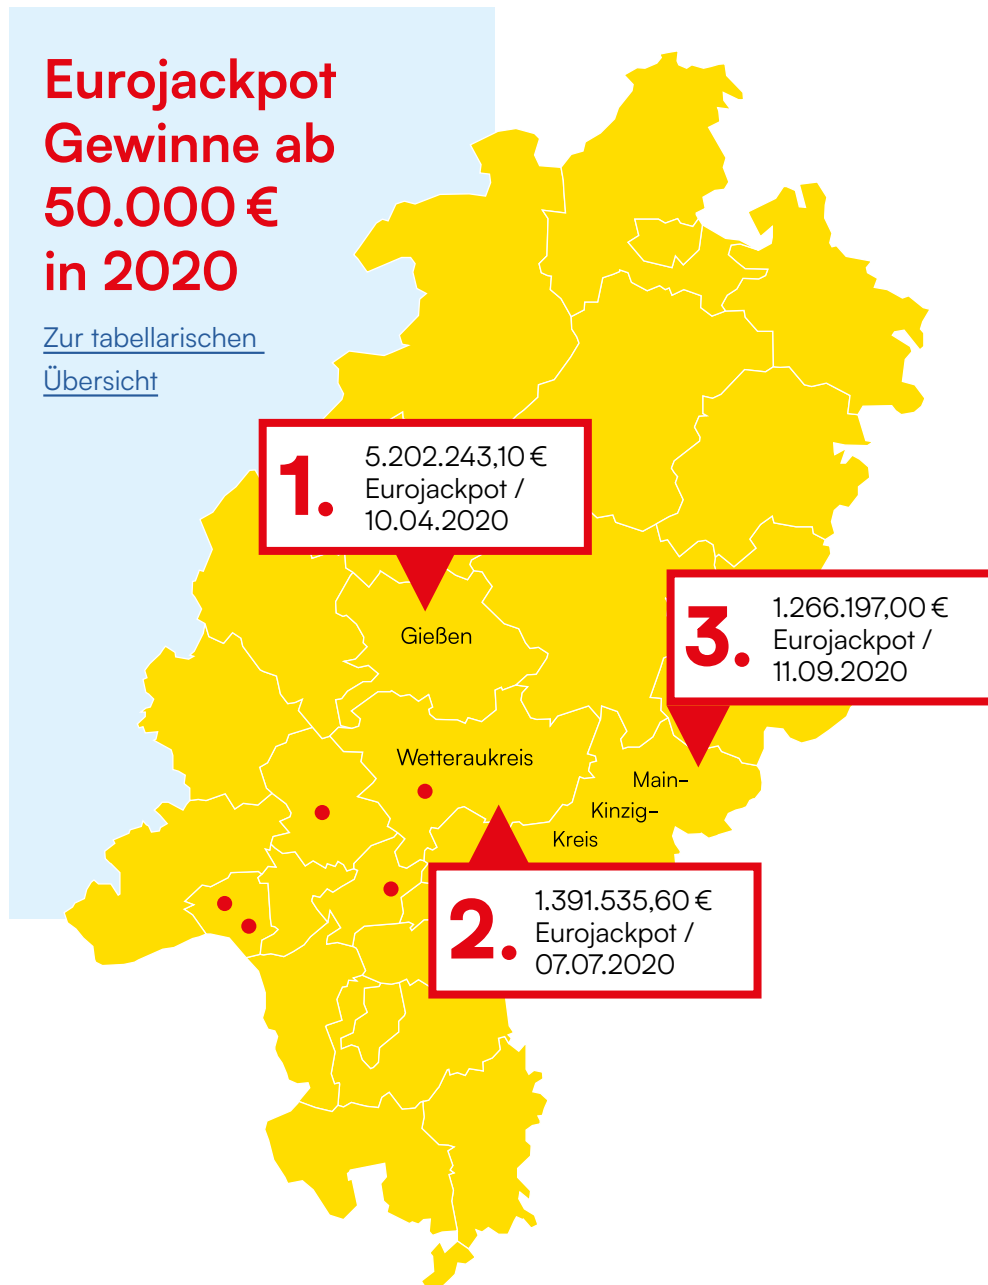 Eurojackpot
Gewinne ab
50.000 €
in 2020
Zur tabellarischen
Übersicht
1.
5.202.243,10 €
Eurojackpot /
10.04.2020
Gießen
3.
1.266.197,00 €
Eurojackpot /
11.09.2020
Wetteraukreis
Main-
Kinzig-
Kreis
2.
1.391.535,60 €
Eurojackpot /
07.07.2020